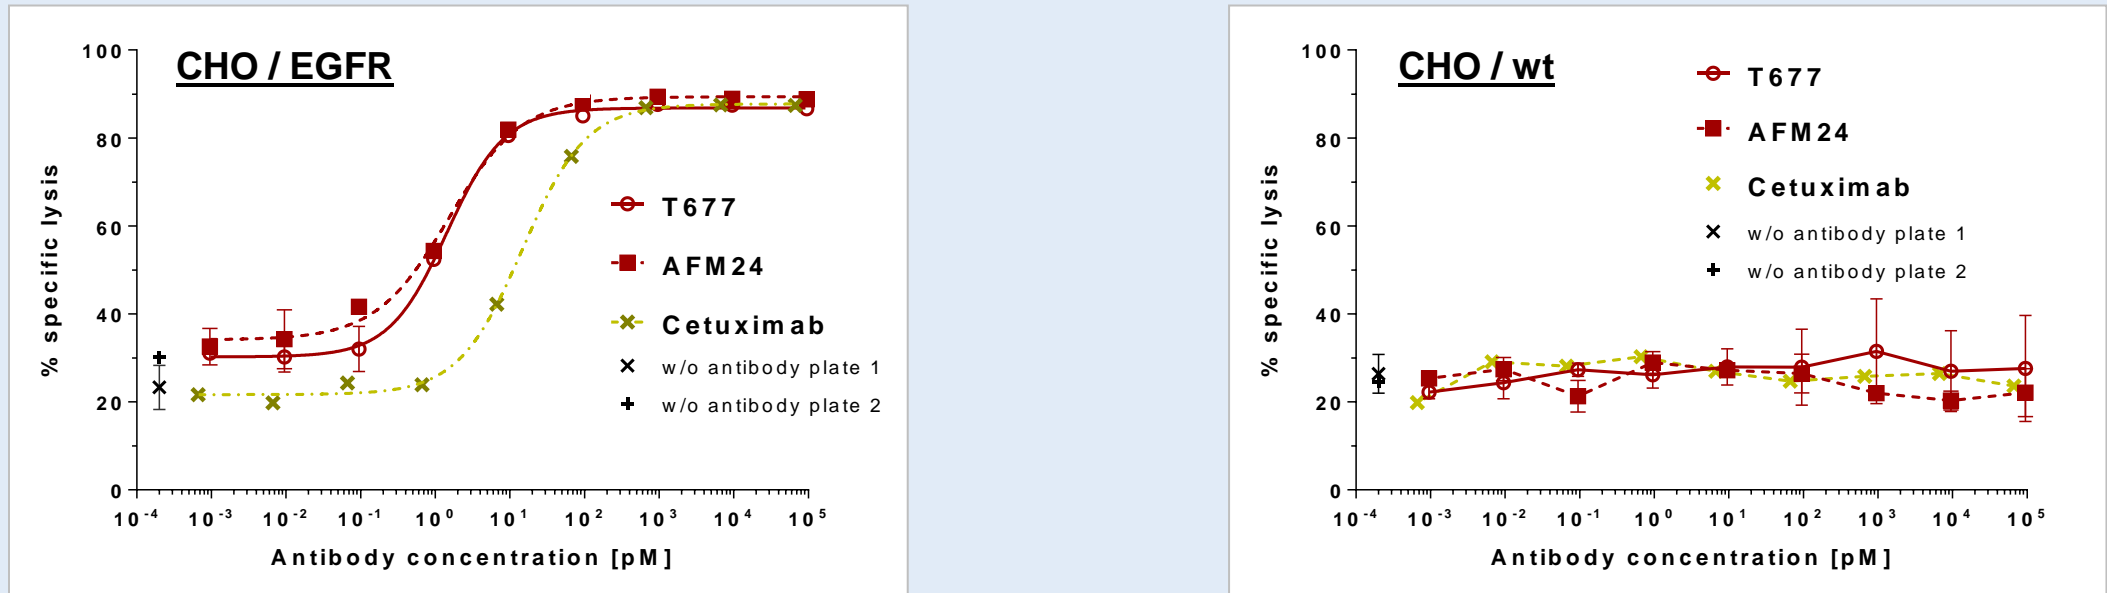 CHO / EGFR
100
80
60
40
20
0
% specific lysis
T677
AFM24
Cetuximab
w/o antibody plate 1
w/o antibody plate 2
10-4 10-3 10-2 10-1 100 101 102 103 104 105
Antibody concentration [pM]
CHO / wt
100
80
60
40
20
0
% specific lysis
T677
AFM24
Cetuximab
w/o antibody plate 1
w/o antibody plate 2
10-4 10-3 10-2 10-1 100 101 102 103 104 105
Antibody concentration [pM]